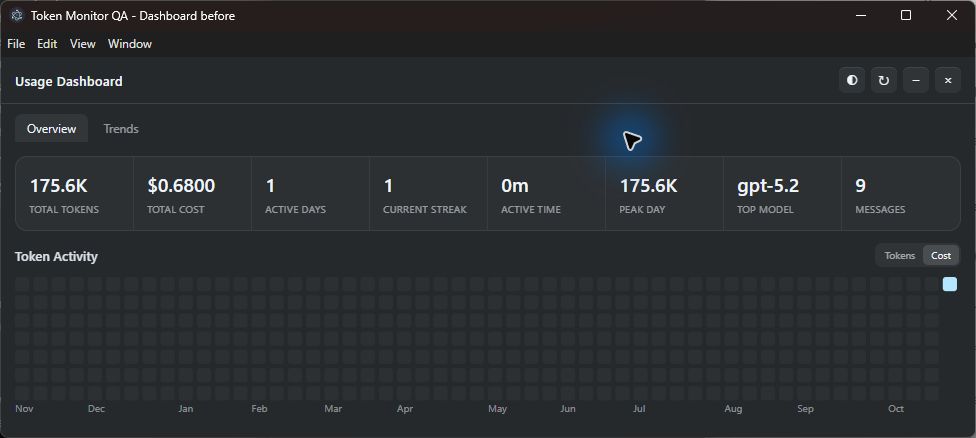 Token Monitor QA - Dashboard before
File Edit View Window
Usage Dashboard
Overview Trends
175.6K $0.6800 1 1 0m 175.6K gpt-5.2 9
TOTAL TOKENS TOTAL COST ACTIVE DAYS CURRENT STREAK ACTIVE TIME PEAK DAY TOP MODEL MESSAGES
Token Activity Tokens Cost
Nov Dec Jan Feb Mar Apr May Jun Jul Aug Sep Oct